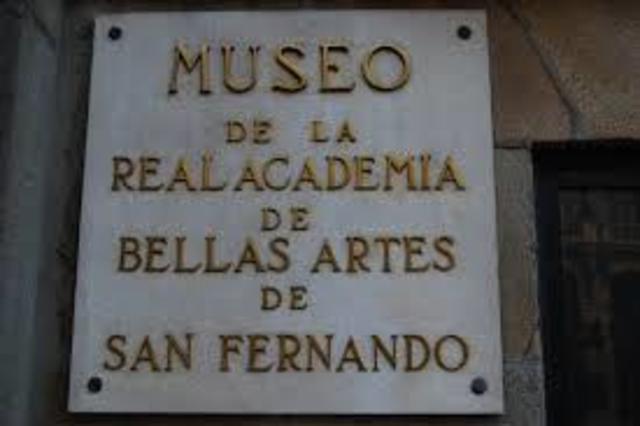 MUSEO
DE LA
REAL ACADEMIA
DE
BELLAS ARTES
DE
SAN FERNANDO